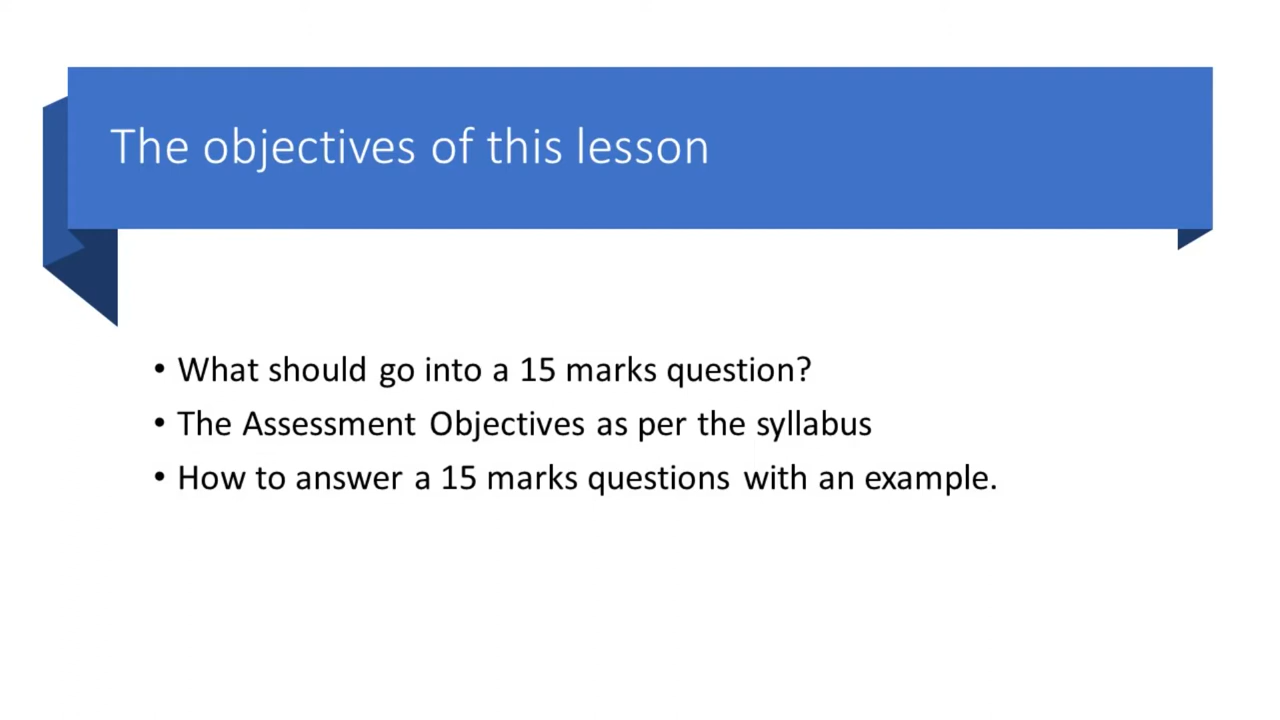 The objectives of this lesson
• What should go into a 15 marks question?
• The Assessment Objectives as per the syllabus
• How to answer a 15 marks questions with an example.